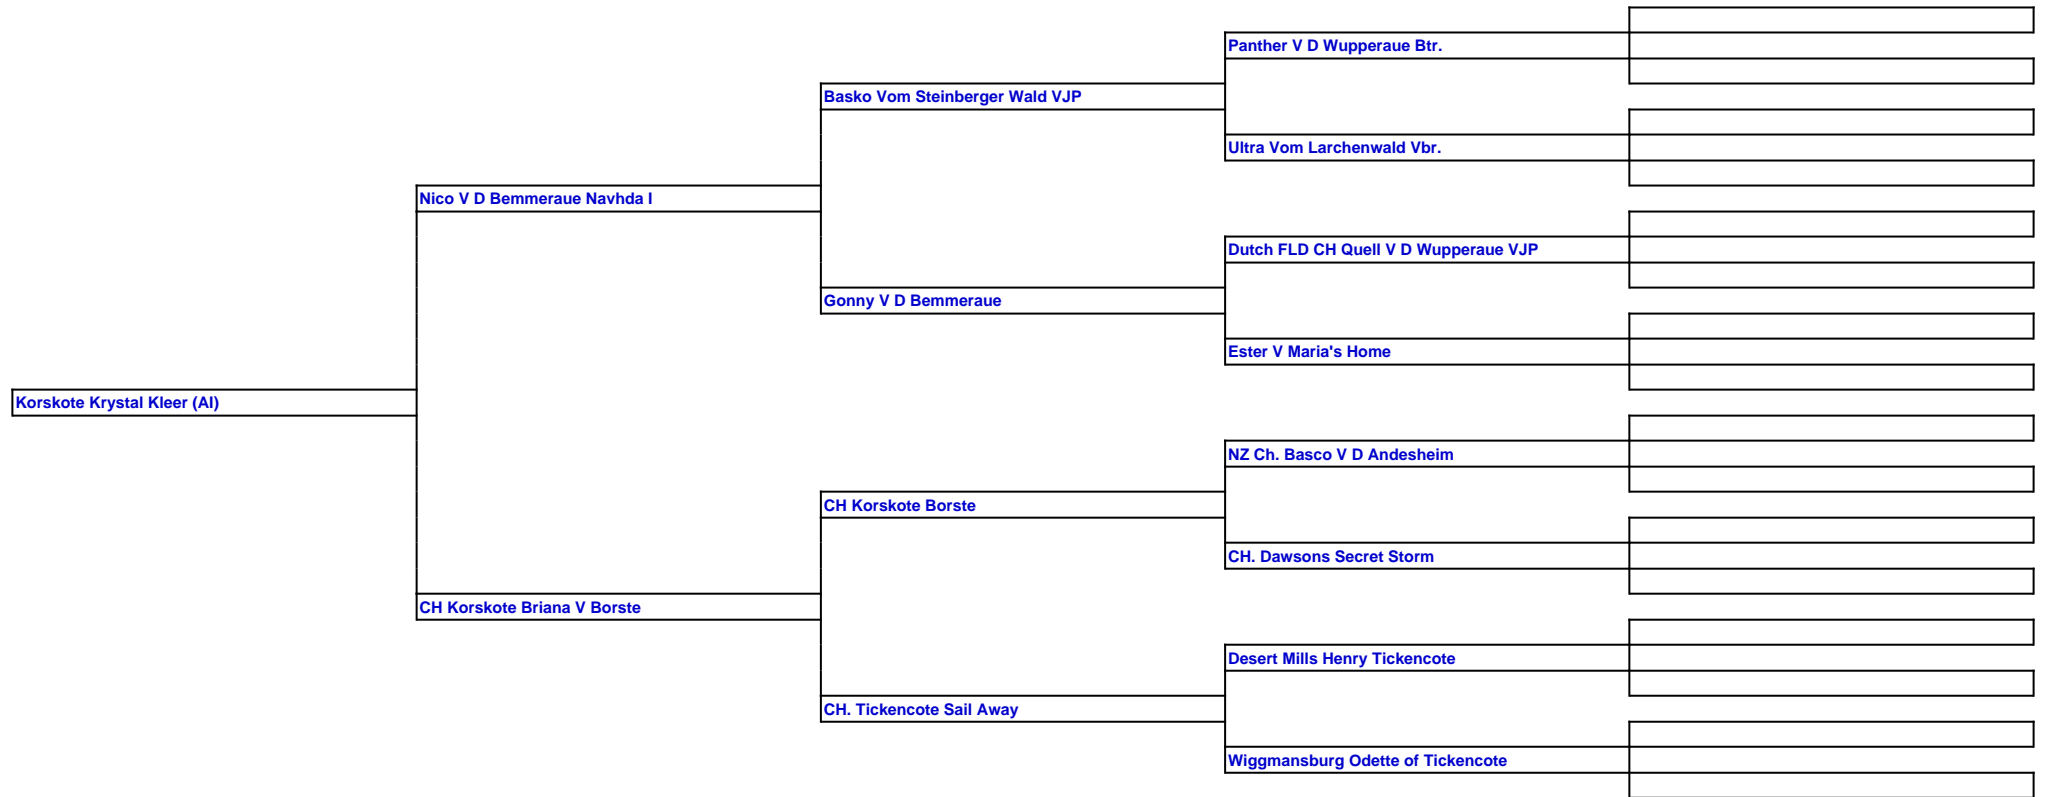 Panther V D Wupperaue Btr.
Basko Vom Steinberger Wald VJP
Ultra Vom Larchenwald Vbr.
Nico V D Bemmeraue Navhda I
Dutch FLD CH Quell V D Wupperaue VJP
Gonny V D Bemmeraue
Ester V Maria's Home
Korskote Krystal Kleer (AI)
NZ Ch. Basco V D Andesheim
CH Korskote Borste
CH. Dawsons Secret Storm
CH Korskote Briana V Borste
Desert Mills Henry Tickencote
CH. Tickencote Sail Away
Wiggmansburg Odette of Tickencote